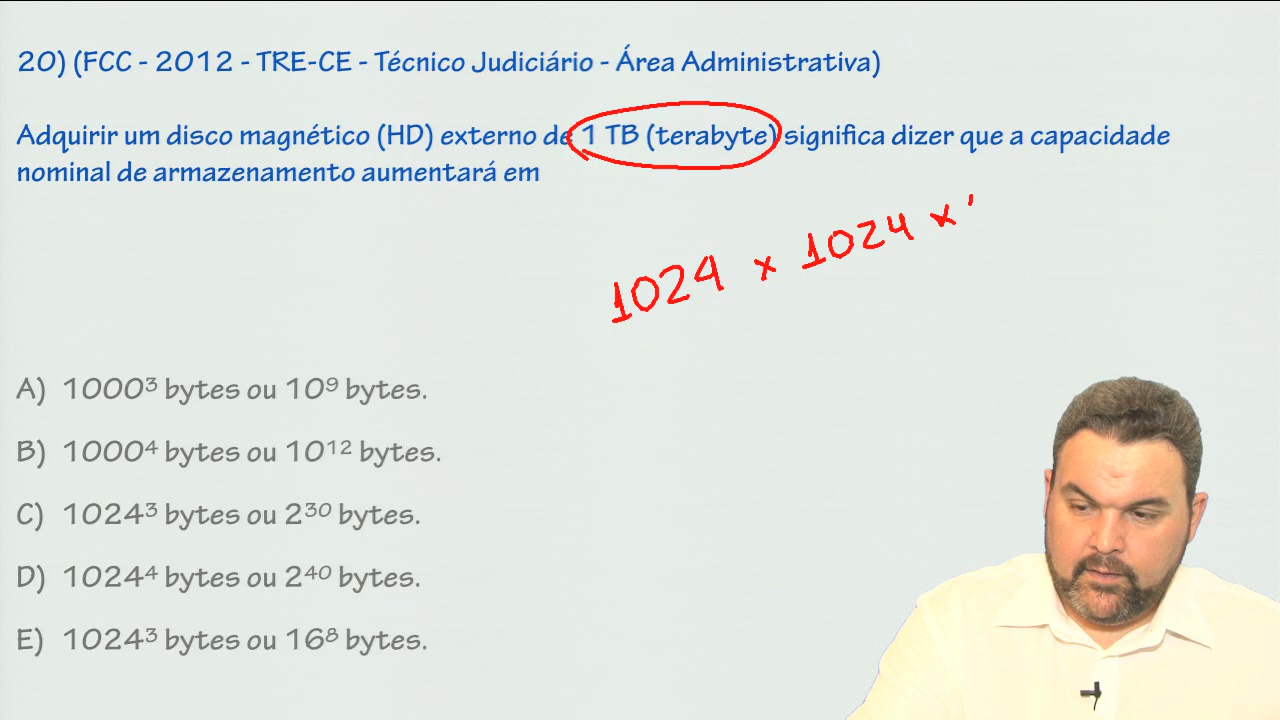 20) (FCC - 2012 - TRE-CE - Técnico Judiciário - Área Administrativa)
Adquirir um disco magnético (HD) externo de 1 TB (terabyte) significa dizer que a capacidade
nominal de armazenamento aumentará em
1024 x 1024 x
A) 1000³ bytes ou 10⁹ bytes.
B) 1000⁴ bytes ou 10¹² bytes.
C) 1024³ bytes ou 2³⁰ bytes.
D) 1024⁴ bytes ou 2⁴⁰ bytes.
E) 1024³ bytes ou 16⁸ bytes.